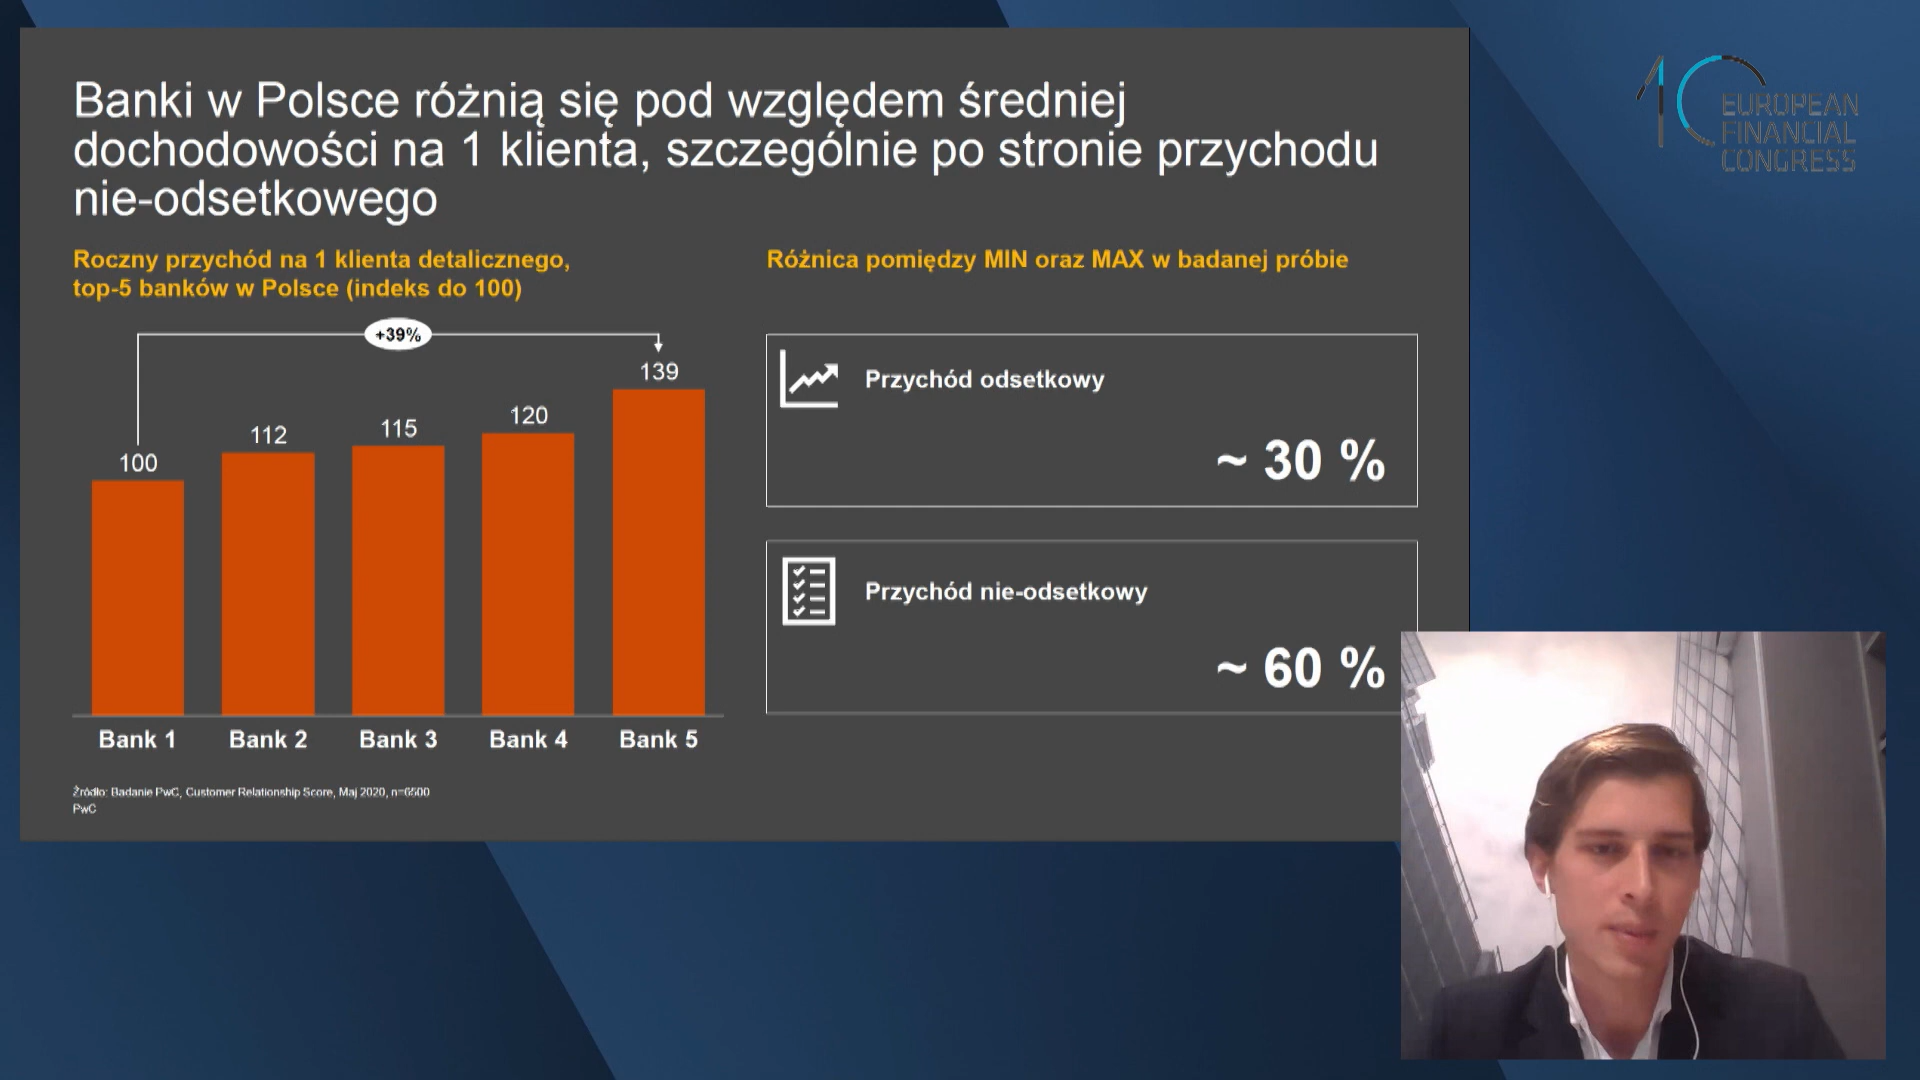 Banki w Polsce różnią się pod względem średniej
dochodowości na 1 klienta, szczególnie po stronie przychodu
nie-odsetkowego
Roczny przychód na 1 klienta detalicznego,
top-5 banków w Polsce (indeks do 100)
+39%
100
112
115
120
139
Bank 1
Bank 2
Bank 3
Bank 4
Bank 5
Źródło: Badanie PwC, Customer Relationship Score, Maj 2020, n=6500
PwC
Różnica pomiędzy MIN oraz MAX w badanej próbie
Przychód odsetkowy
~ 30 %
Przychód nie-odsetkowy
~ 60 %
10
EUROPEAN
FINANCIAL
CONGRESS